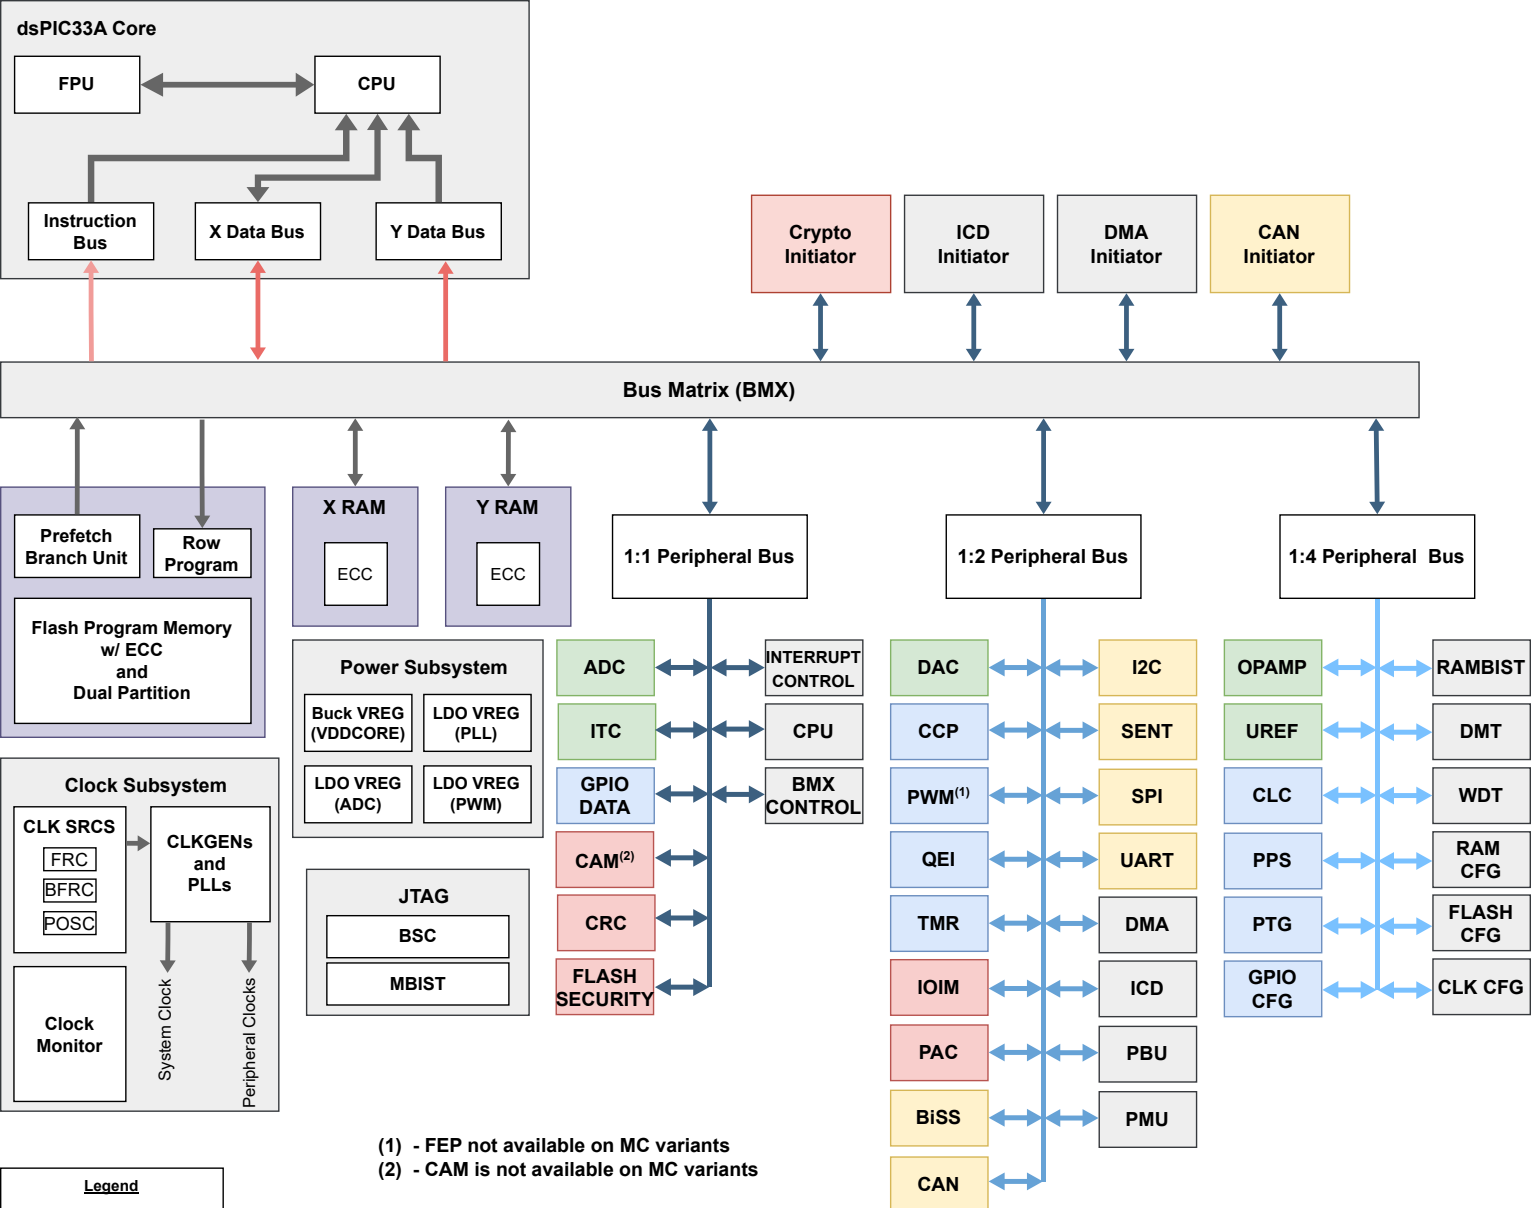 dsPIC33A Core
FPU
CPU
Instruction
Bus
X Data Bus
Y Data Bus
Crypto
Initiator
ICD
Initiator
DMA
Initiator
CAN
Initiator
Bus Matrix (BMX)
Prefetch
Branch Unit
Row
Program
Flash Program Memory
w/ ECC
and
Dual Partition
X RAM
ECC
Y RAM
ECC
1:1 Peripheral Bus
1:2 Peripheral Bus
1:4 Peripheral Bus
Power Subsystem
Buck VREG
(VDDCORE)
LDO VREG
(PLL)
LDO VREG
(ADC)
LDO VREG
(PWM)
Clock Subsystem
CLK SRCS
FRC
BFRC
POSC
CLKGENs
and
PLLs
Clock
Monitor
System Clock
Peripheral Clocks
JTAG
BSC
MBIST
ADC
ITC
GPIO
DATA
CAM(2)
CRC
FLASH
SECURITY
INTERRUPT
CONTROL
CPU
BMX
CONTROL
DAC
CCP
PWM(1)
QEI
TMR
IOIM
PAC
BiSS
CAN
I2C
SENT
SPI
UART
DMA
ICD
PBU
PMU
OPAMP
UREF
CLC
PPS
PTG
GPIO
CFG
RAMBIST
DMT
WDT
RAM
CFG
FLASH
CFG
CLK CFG
(1) - FEP not available on MC variants
(2) - CAM is not available on MC variants
Legend